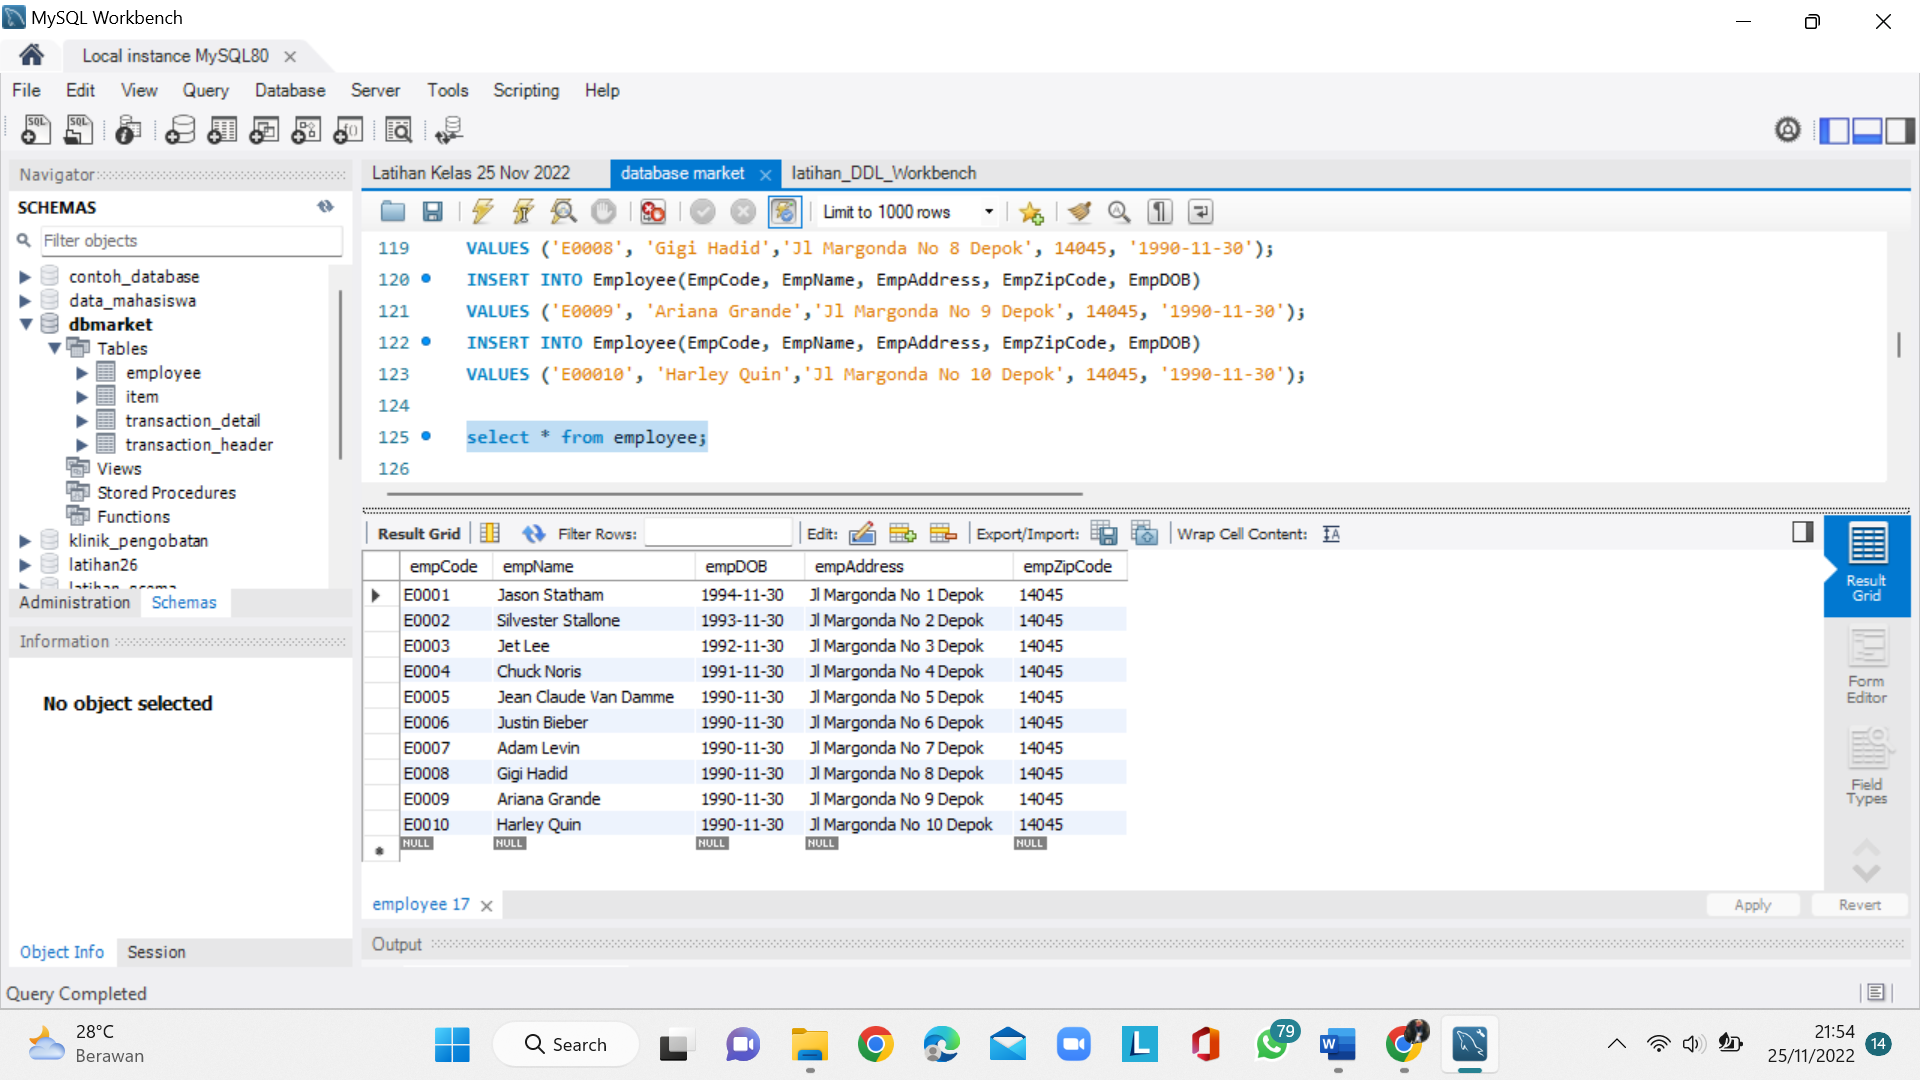 MySQL Workbench
Local instance MySQL80
File Edit View Query Database Server Tools Scripting Help
Navigator
SCHEMAS
Filter objects
contoh_database
data_mahasiswa
dbmarket
Tables
employee
item
transaction_detail
transaction_header
Views
Stored Procedures
Functions
klinik_pengobatan
latihan26
Administration Schemas
Information
No object selected
Object Info Session
Query Completed
Latihan Kelas 25 Nov 2022 database market latihan_DDL_Workbench
Limit to 1000 rows
119 VALUES ('E0008', 'Gigi Hadid','Jl Margonda No 8 Depok', 14045, '1990-11-30');
120 INSERT INTO Employee(EmpCode, EmpName, EmpAddress, EmpZipCode, EmpDOB)
121 VALUES ('E0009', 'Ariana Grande','Jl Margonda No 9 Depok', 14045, '1990-11-30');
122 INSERT INTO Employee(EmpCode, EmpName, EmpAddress, EmpZipCode, EmpDOB)
123 VALUES ('E00010', 'Harley Quin','Jl Margonda No 10 Depok', 14045, '1990-11-30');
124
125 select * from employee;
126
Result Grid Filter Rows: Edit: Export/Import: Wrap Cell Content:
empCode empName empDOB empAddress empZipCode
E0001 Jason Statham 1994-11-30 Jl Margonda No 1 Depok 14045
E0002 Silvester Stallone 1993-11-30 Jl Margonda No 2 Depok 14045
E0003 Jet Lee 1992-11-30 Jl Margonda No 3 Depok 14045
E0004 Chuck Noris 1991-11-30 Jl Margonda No 4 Depok 14045
E0005 Jean Claude Van Damme 1990-11-30 Jl Margonda No 5 Depok 14045
E0006 Justin Bieber 1990-11-30 Jl Margonda No 6 Depok 14045
E0007 Adam Levin 1990-11-30 Jl Margonda No 7 Depok 14045
E0008 Gigi Hadid 1990-11-30 Jl Margonda No 8 Depok 14045
E0009 Ariana Grande 1990-11-30 Jl Margonda No 9 Depok 14045
E0010 Harley Quin 1990-11-30 Jl Margonda No 10 Depok 14045
NULL NULL NULL NULL NULL
Result
Grid
Form
Editor
Field
Types
employee 17
Apply Revert
Output
28°C
Berawan
Search
79
21:54
25/11/2022
14